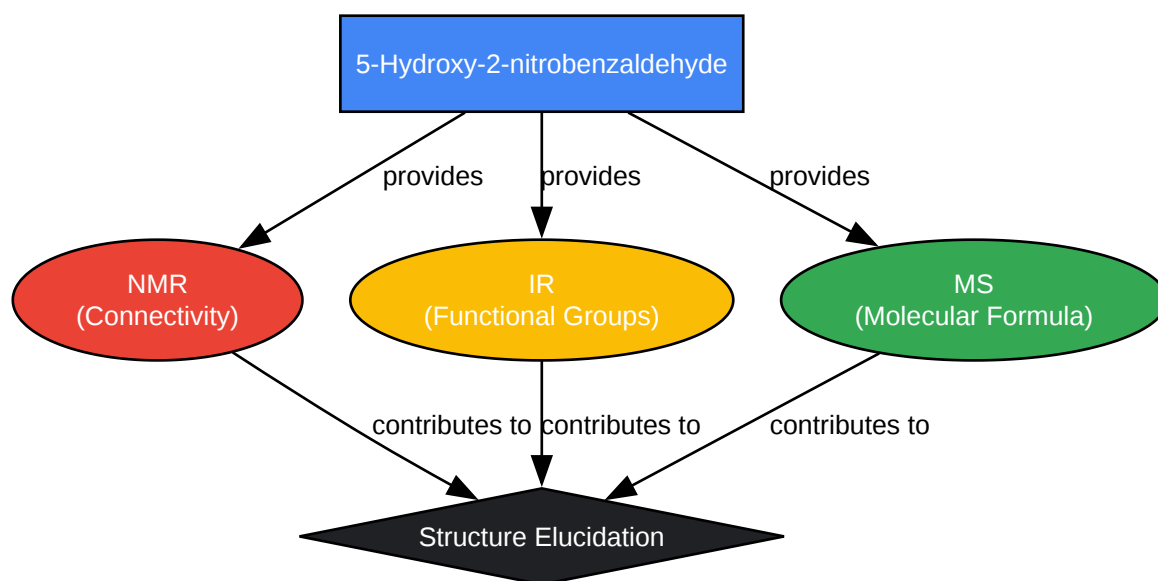 5-Hydroxy-2-nitrobenzaldehyde
provides
provides
provides
NMR
(Connectivity)
IR
(Functional Groups)
MS
(Molecular Formula)
contributes to
contributes to
contributes to
Structure Elucidation